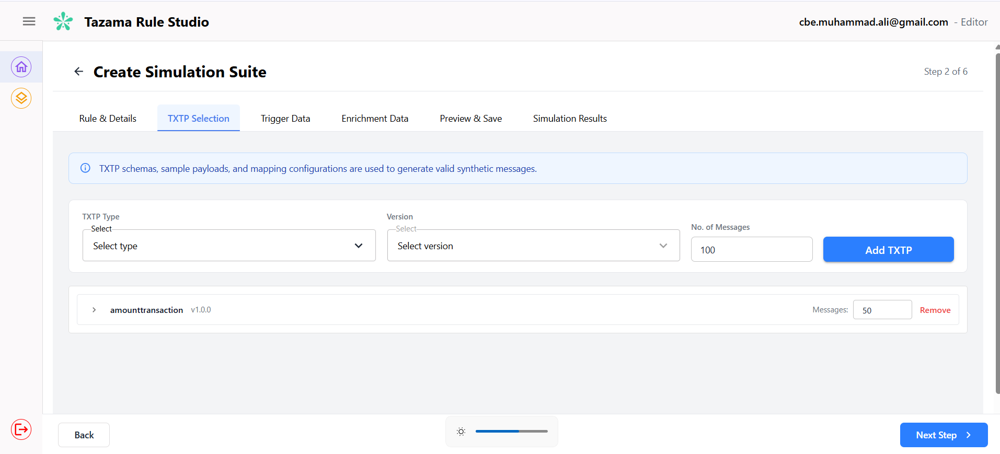 Tazama Rule Studio
cbe.muhammad.ali@gmail.com - Editor
Create Simulation Suite
Step 2 of 6
Rule & Details
TXTP Selection
Trigger Data
Enrichment Data
Preview & Save
Simulation Results
TXTP schemas, sample payloads, and mapping configurations are used to generate valid synthetic messages.
TXTP Type
Select
Select type
Version
Select
Select version
No. of Messages
100
Add TXTP
amounttransaction v1.0.0
Messages: 50 Remove
Back
Next Step